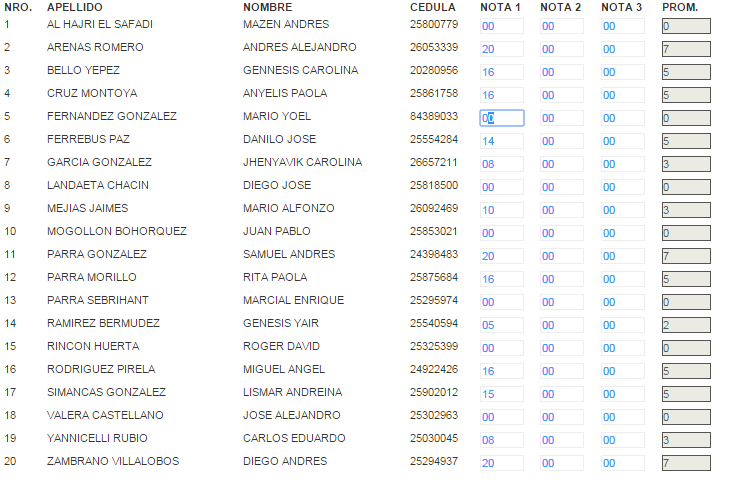 NRO. APELLIDO NOMBRE CEDULA NOTA 1 NOTA 2 NOTA 3 PROM.
1 AL HAJRI EL SAFADI MAZEN ANDRES 25800779 00 00 00 0
2 ARENAS ROMERO ANDRES ALEJANDRO 26053339 20 00 00 7
3 BELLO YEPEZ GENNESIS CAROLINA 20280956 16 00 00 5
4 CRUZ MONTOYA ANYELIS PAOLA 25861758 16 00 00 5
5 FERNANDEZ GONZALEZ MARIO YOEL 84389033 00 00 00 0
6 FERREBUS PAZ DANILO JOSE 25554284 14 00 00 5
7 GARCIA GONZALEZ JHENYAVIK CAROLINA 26657211 08 00 00 3
8 LANDAETA CHACIN DIEGO JOSE 25818500 00 00 00 0
9 MEJIAS JAIMES MARIO ALFONZO 26092469 10 00 00 3
10 MOGOLLON BOHORQUEZ JUAN PABLO 25853021 00 00 00 0
11 PARRA GONZALEZ SAMUEL ANDRES 24398483 20 00 00 7
12 PARRA MORILLO RITA PAOLA 25875684 16 00 00 5
13 PARRA SEBRIHANT MARCIAL ENRIQUE 25295974 00 00 00 0
14 RAMIREZ BERMUDEZ GENESIS YAIR 25540594 05 00 00 2
15 RINCON HUERTA ROGER DAVID 25325399 00 00 00 0
16 RODRIGUEZ PIRELA MIGUEL ANGEL 24922426 16 00 00 5
17 SIMANCAS GONZALEZ LISMAR ANDREINA 25902012 15 00 00 5
18 VALERA CASTELLANO JOSE ALEJANDRO 25302963 00 00 00 0
19 YANNICELLI RUBIO CARLOS EDUARDO 25030045 08 00 00 3
20 ZAMBRANO VILLALOBOS DIEGO ANDRES 25294937 20 00 00 7